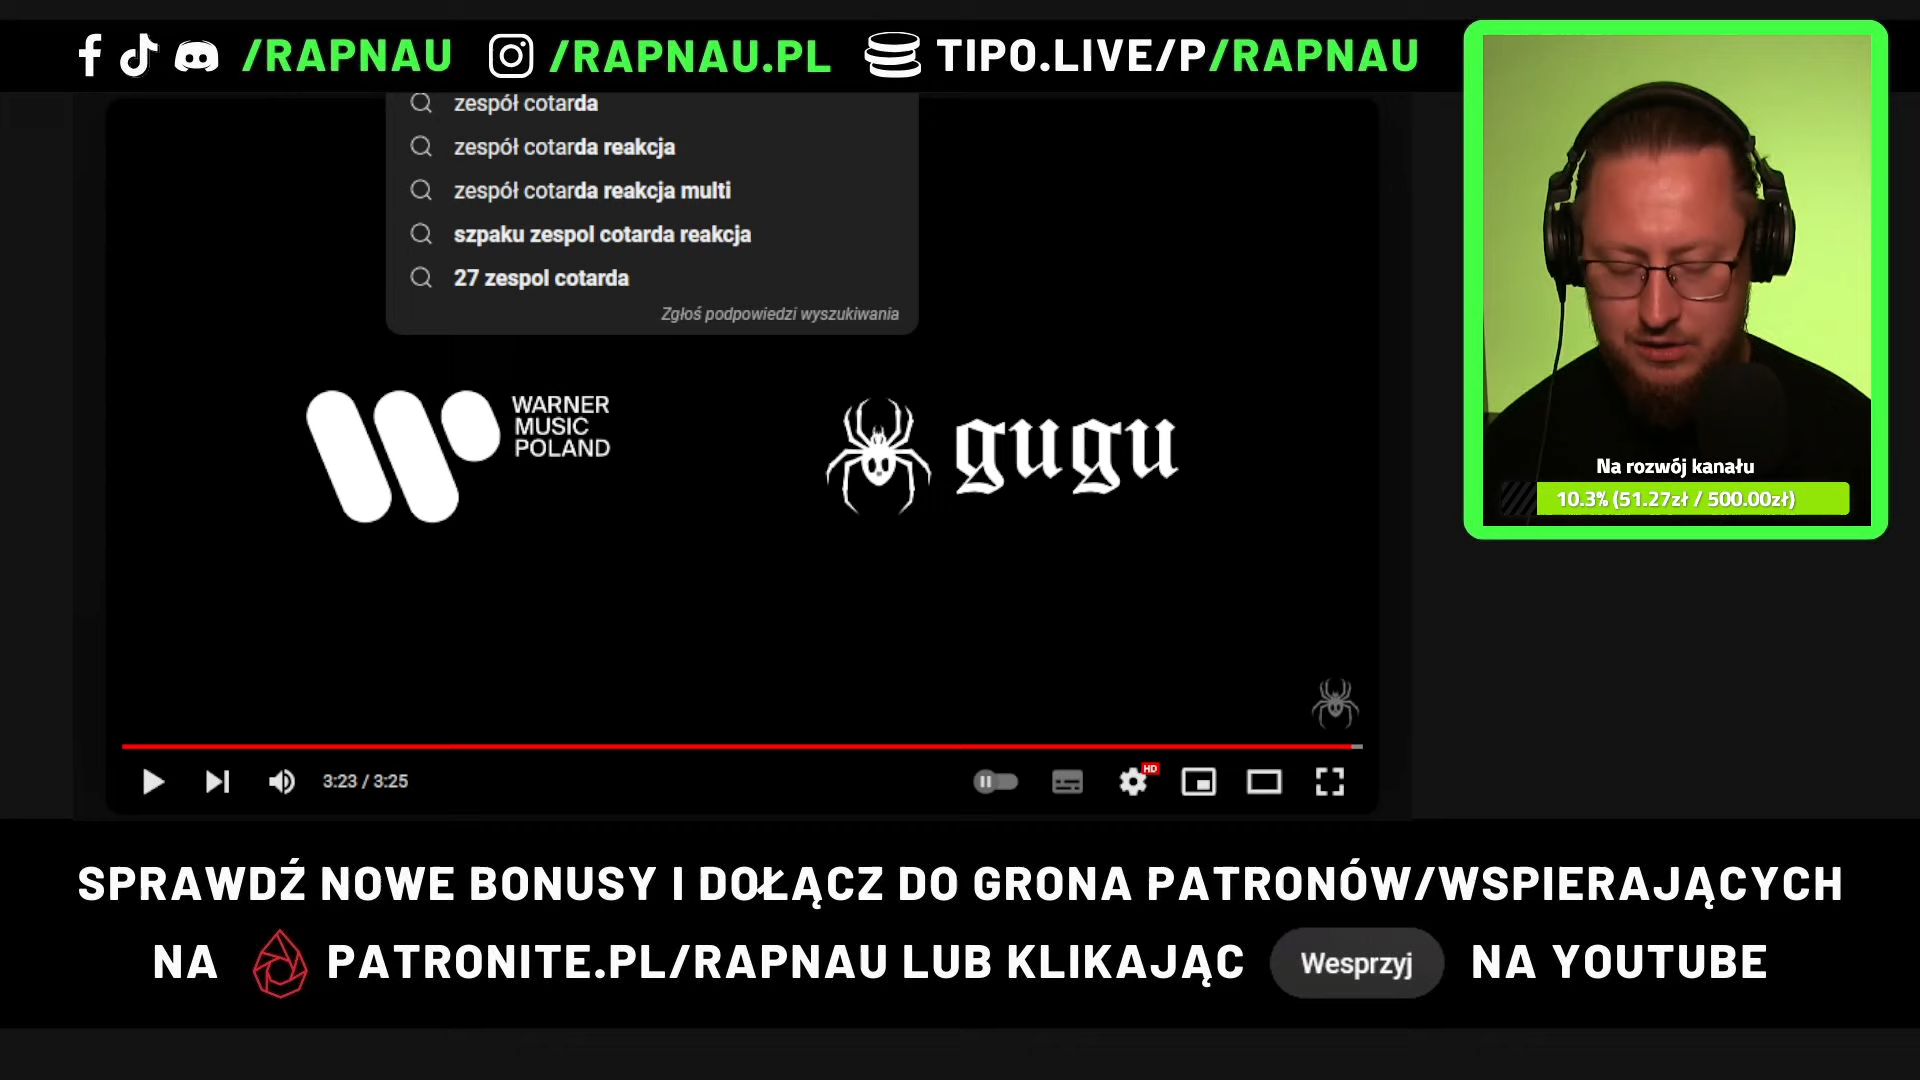 /RAPNAU /RAPNAU.PL TIPO.LIVE/P/RAPNAU
zespół cotarda
zespół cotarda reakcja
zespół cotarda reakcja multi
szpaku zespol cotarda reakcja
27 zespol cotarda
Zgłoś podpowiedzi wyszukiwania
WARNER
MUSIC
POLAND
gugu
Na rozwój kanału
10.3% (51.27zł / 500.00zł)
3:23 / 3:25
HD
SPRAWDŹ NOWE BONUSY I DOŁĄCZ DO GRONA PATRONÓW/WSPIERAJĄCYCH
NA PATRONITE.PL/RAPNAU LUB KLIKAJĄC Wesprzyj NA YOUTUBE